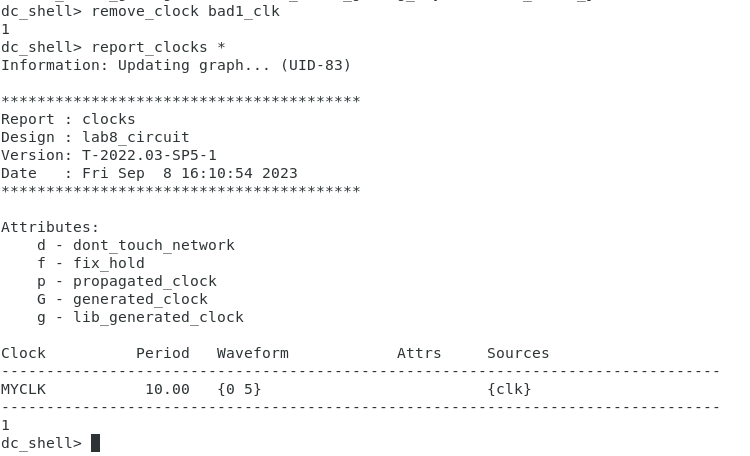 dc_shell> remove_clock bad1_clk
1
dc_shell> report_clocks *
Information: Updating graph... (UID-83)
****************************************
Report : clocks
Design : lab8_circuit
Version: T-2022.03-SP5-1
Date   : Fri Sep  8 16:10:54 2023
****************************************
Attributes:
    d - dont_touch_network
    f - fix_hold
    p - propagated_clock
    G - generated_clock
    g - lib_generated_clock
Clock          Period   Waveform            Attrs     Sources
--------------------------------------------------------------------------------
MYCLK           10.00   {0 5}                         {clk}
--------------------------------------------------------------------------------
1
dc_shell>